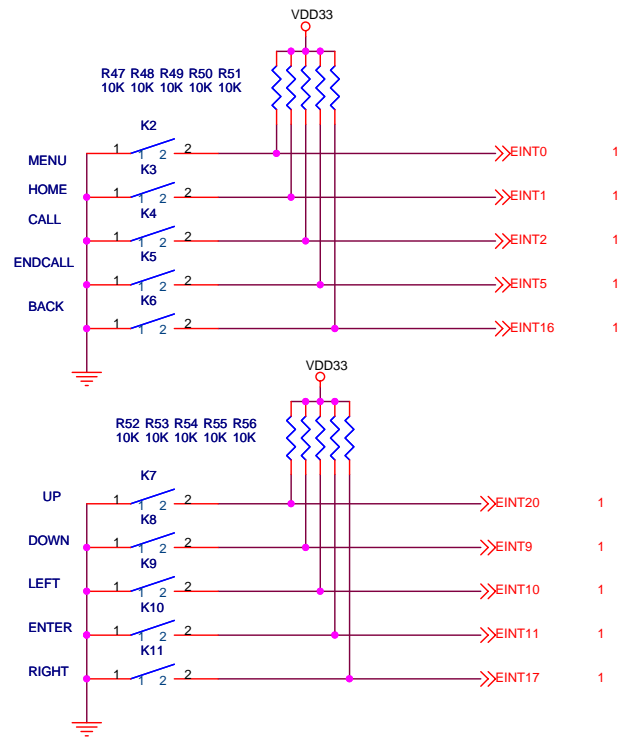 VDD33
R47 R48 R49 R50 R51
10K 10K 10K 10K 10K
K2
MENU 1 1 2 2 EINT0 1
K3
HOME 1 1 2 2 EINT1 1
K4
CALL 1 1 2 2 EINT2 1
K5
ENDCALL 1 1 2 2 EINT5 1
K6
BACK 1 1 2 2 EINT16 1
VDD33
R52 R53 R54 R55 R56
10K 10K 10K 10K 10K
K7
UP 1 1 2 2 EINT20 1
K8
DOWN 1 1 2 2 EINT9 1
K9
LEFT 1 1 2 2 EINT10 1
K10
ENTER 1 1 2 2 EINT11 1
K11
RIGHT 1 1 2 2 EINT17 1